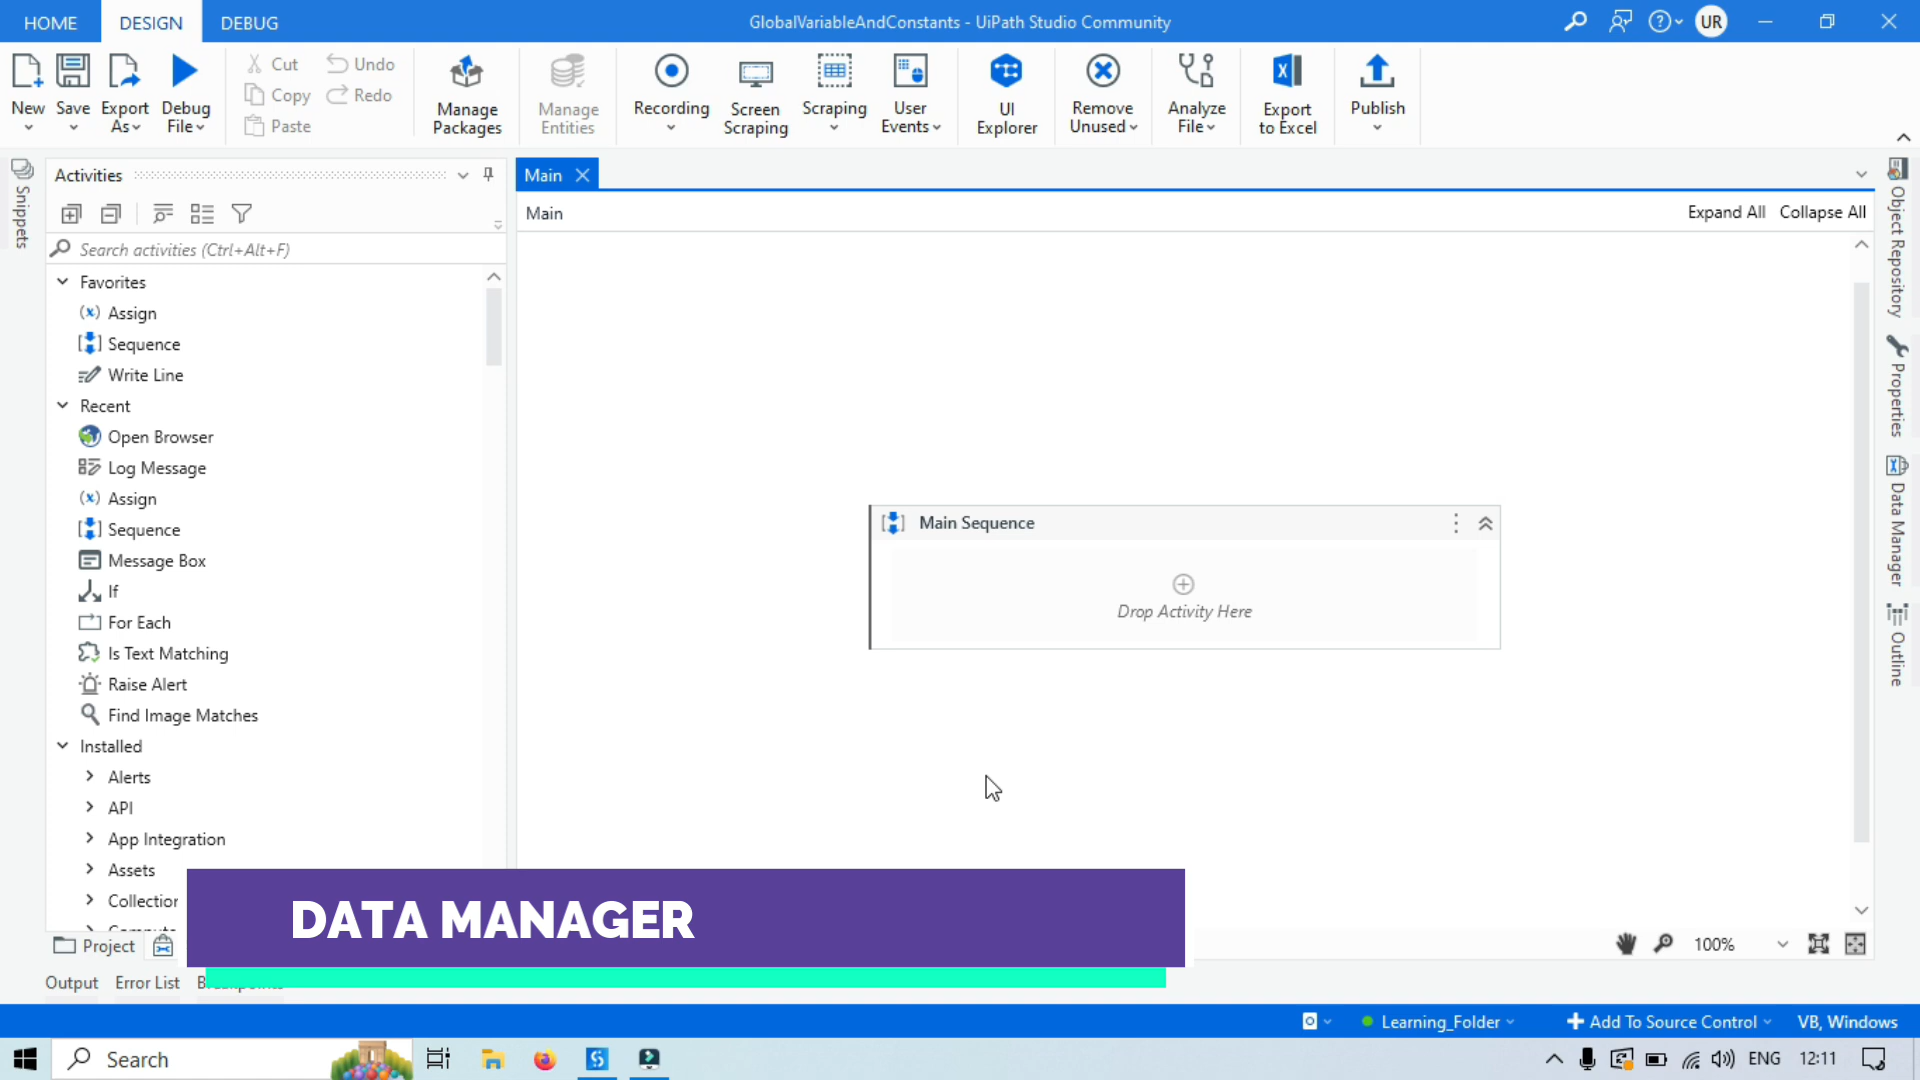 HOME
DESIGN
DEBUG
GlobalVariableAndConstants - UiPath Studio Community
UR
New
Save
Export As
Debug File
Cut
Copy
Paste
Undo
Redo
Manage Packages
Manage Entities
Recording
Screen Scraping
Scraping
User Events
UI Explorer
Remove Unused
Analyze File
Export to Excel
Publish
Snippets
Activities
Search activities (Ctrl+Alt+F)
Favorites
Assign
Sequence
Write Line
Recent
Open Browser
Log Message
Assign
Sequence
Message Box
If
For Each
Is Text Matching
Raise Alert
Find Image Matches
Installed
Alerts
API
App Integration
Assets
Project
Output
Error List
Main
Main
Expand All
Collapse All
Main Sequence
Drop Activity Here
Object Repository
Properties
Data Manager
Outline
100%
DATA MANAGER
Learning_Folder
Add To Source Control
VB, Windows
Search
ENG
12:11